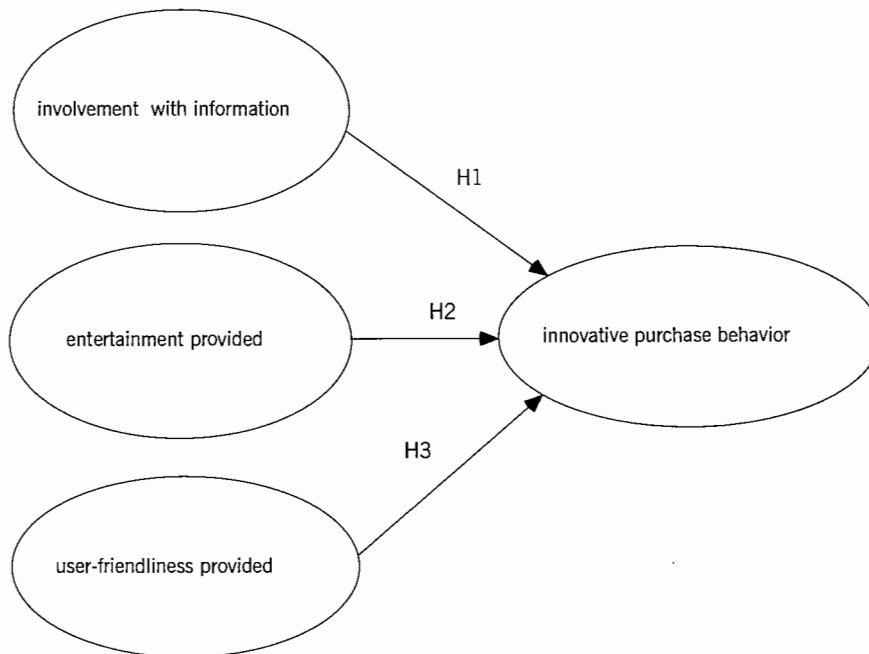 involvement with information
H1
entertainment provided
H2
innovative purchase behavior
H3
user-friendliness provided